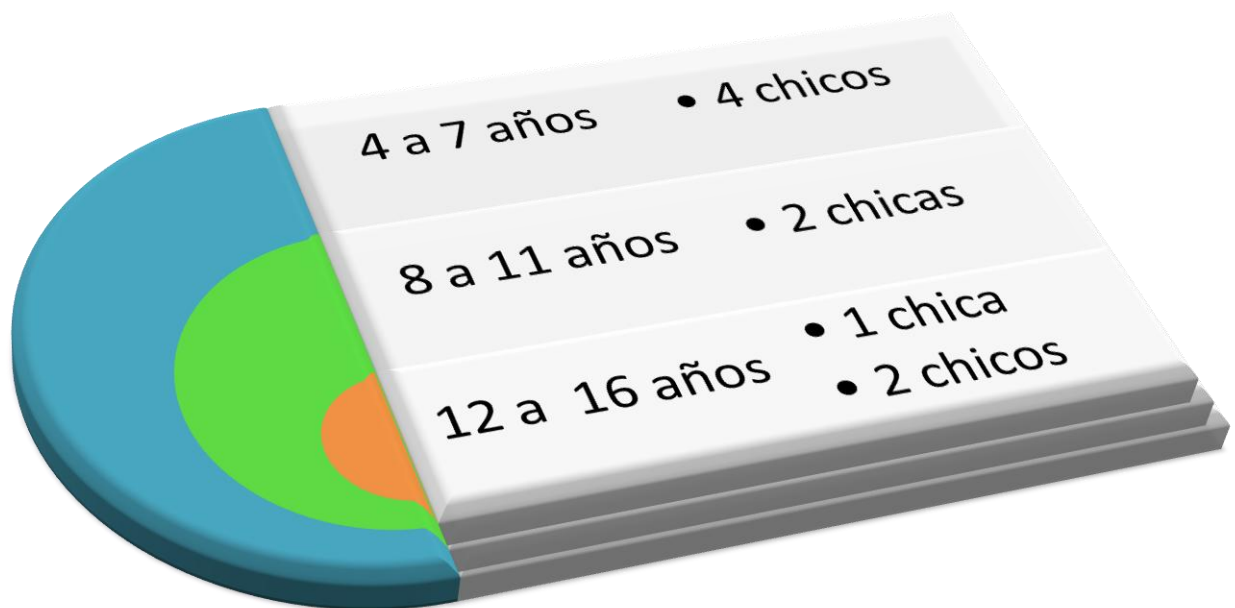 4 a 7 años • 4 chicos
8 a 11 años • 2 chicas
12 a 16 años • 1 chica
• 2 chicos